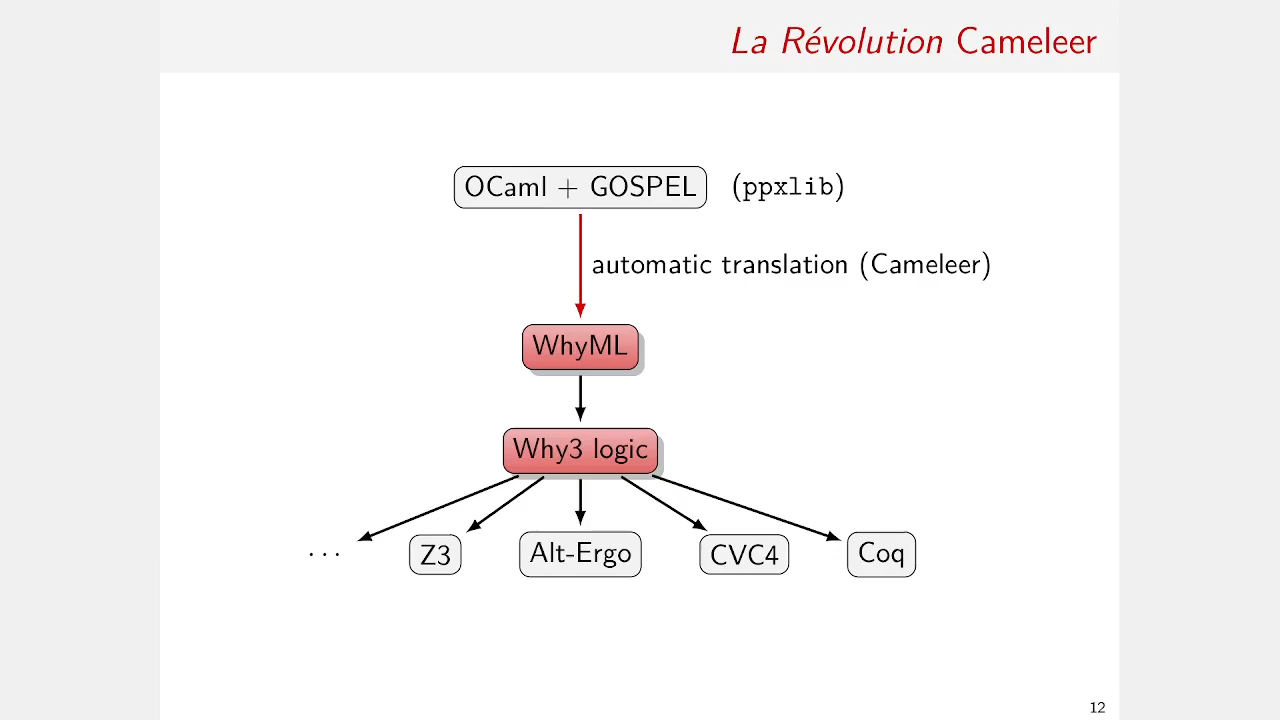 La Révolution Cameleer
OCaml + GOSPEL (ppxlib)
automatic translation (Cameleer)
WhyML
Why3 logic
... Z3 Alt-Ergo CVC4 Coq
12